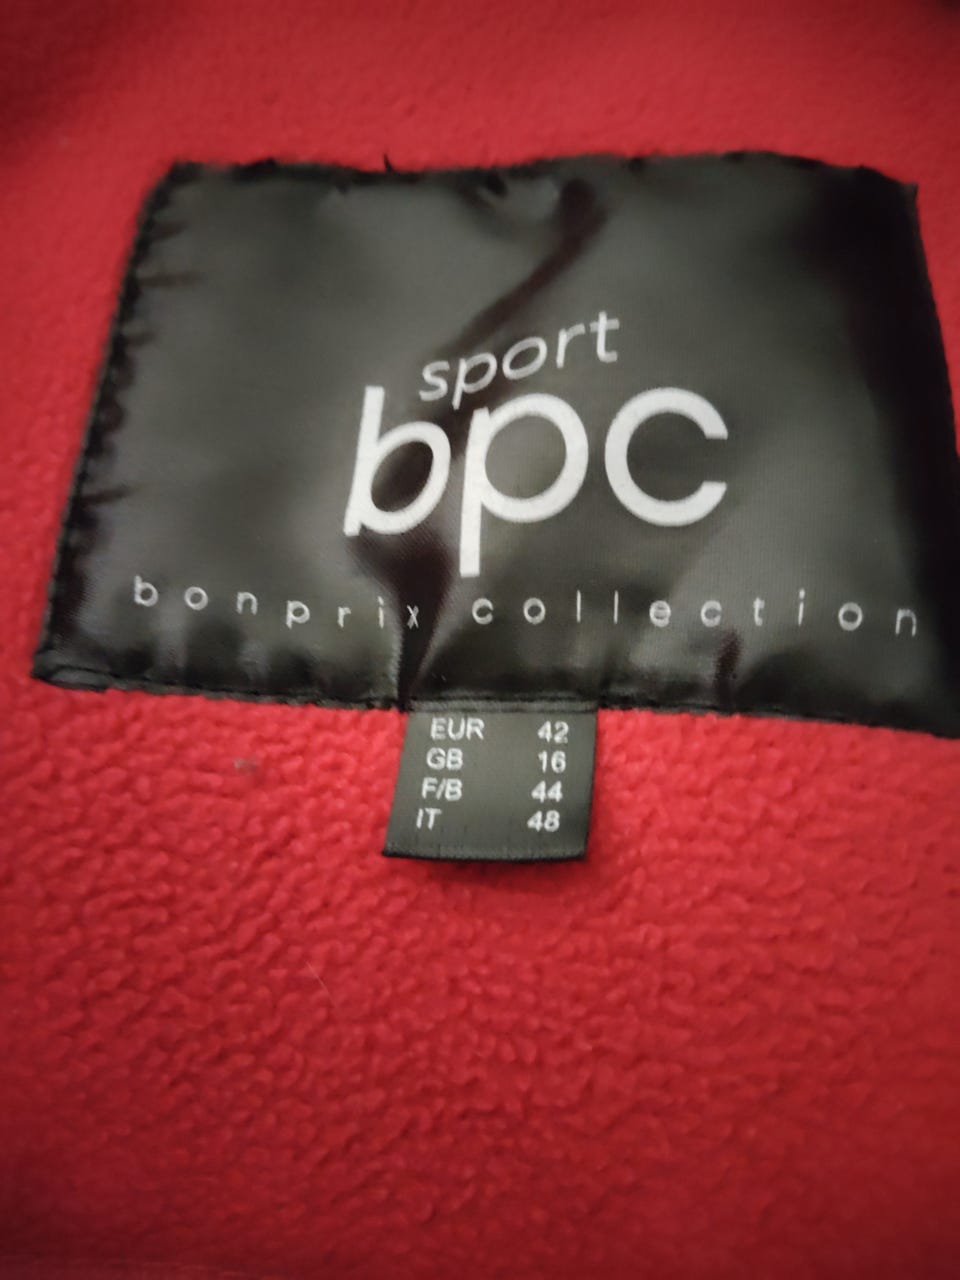 sport
bpc
bonprix collection
EUR 42
GB 16
F/B 44
IT 48